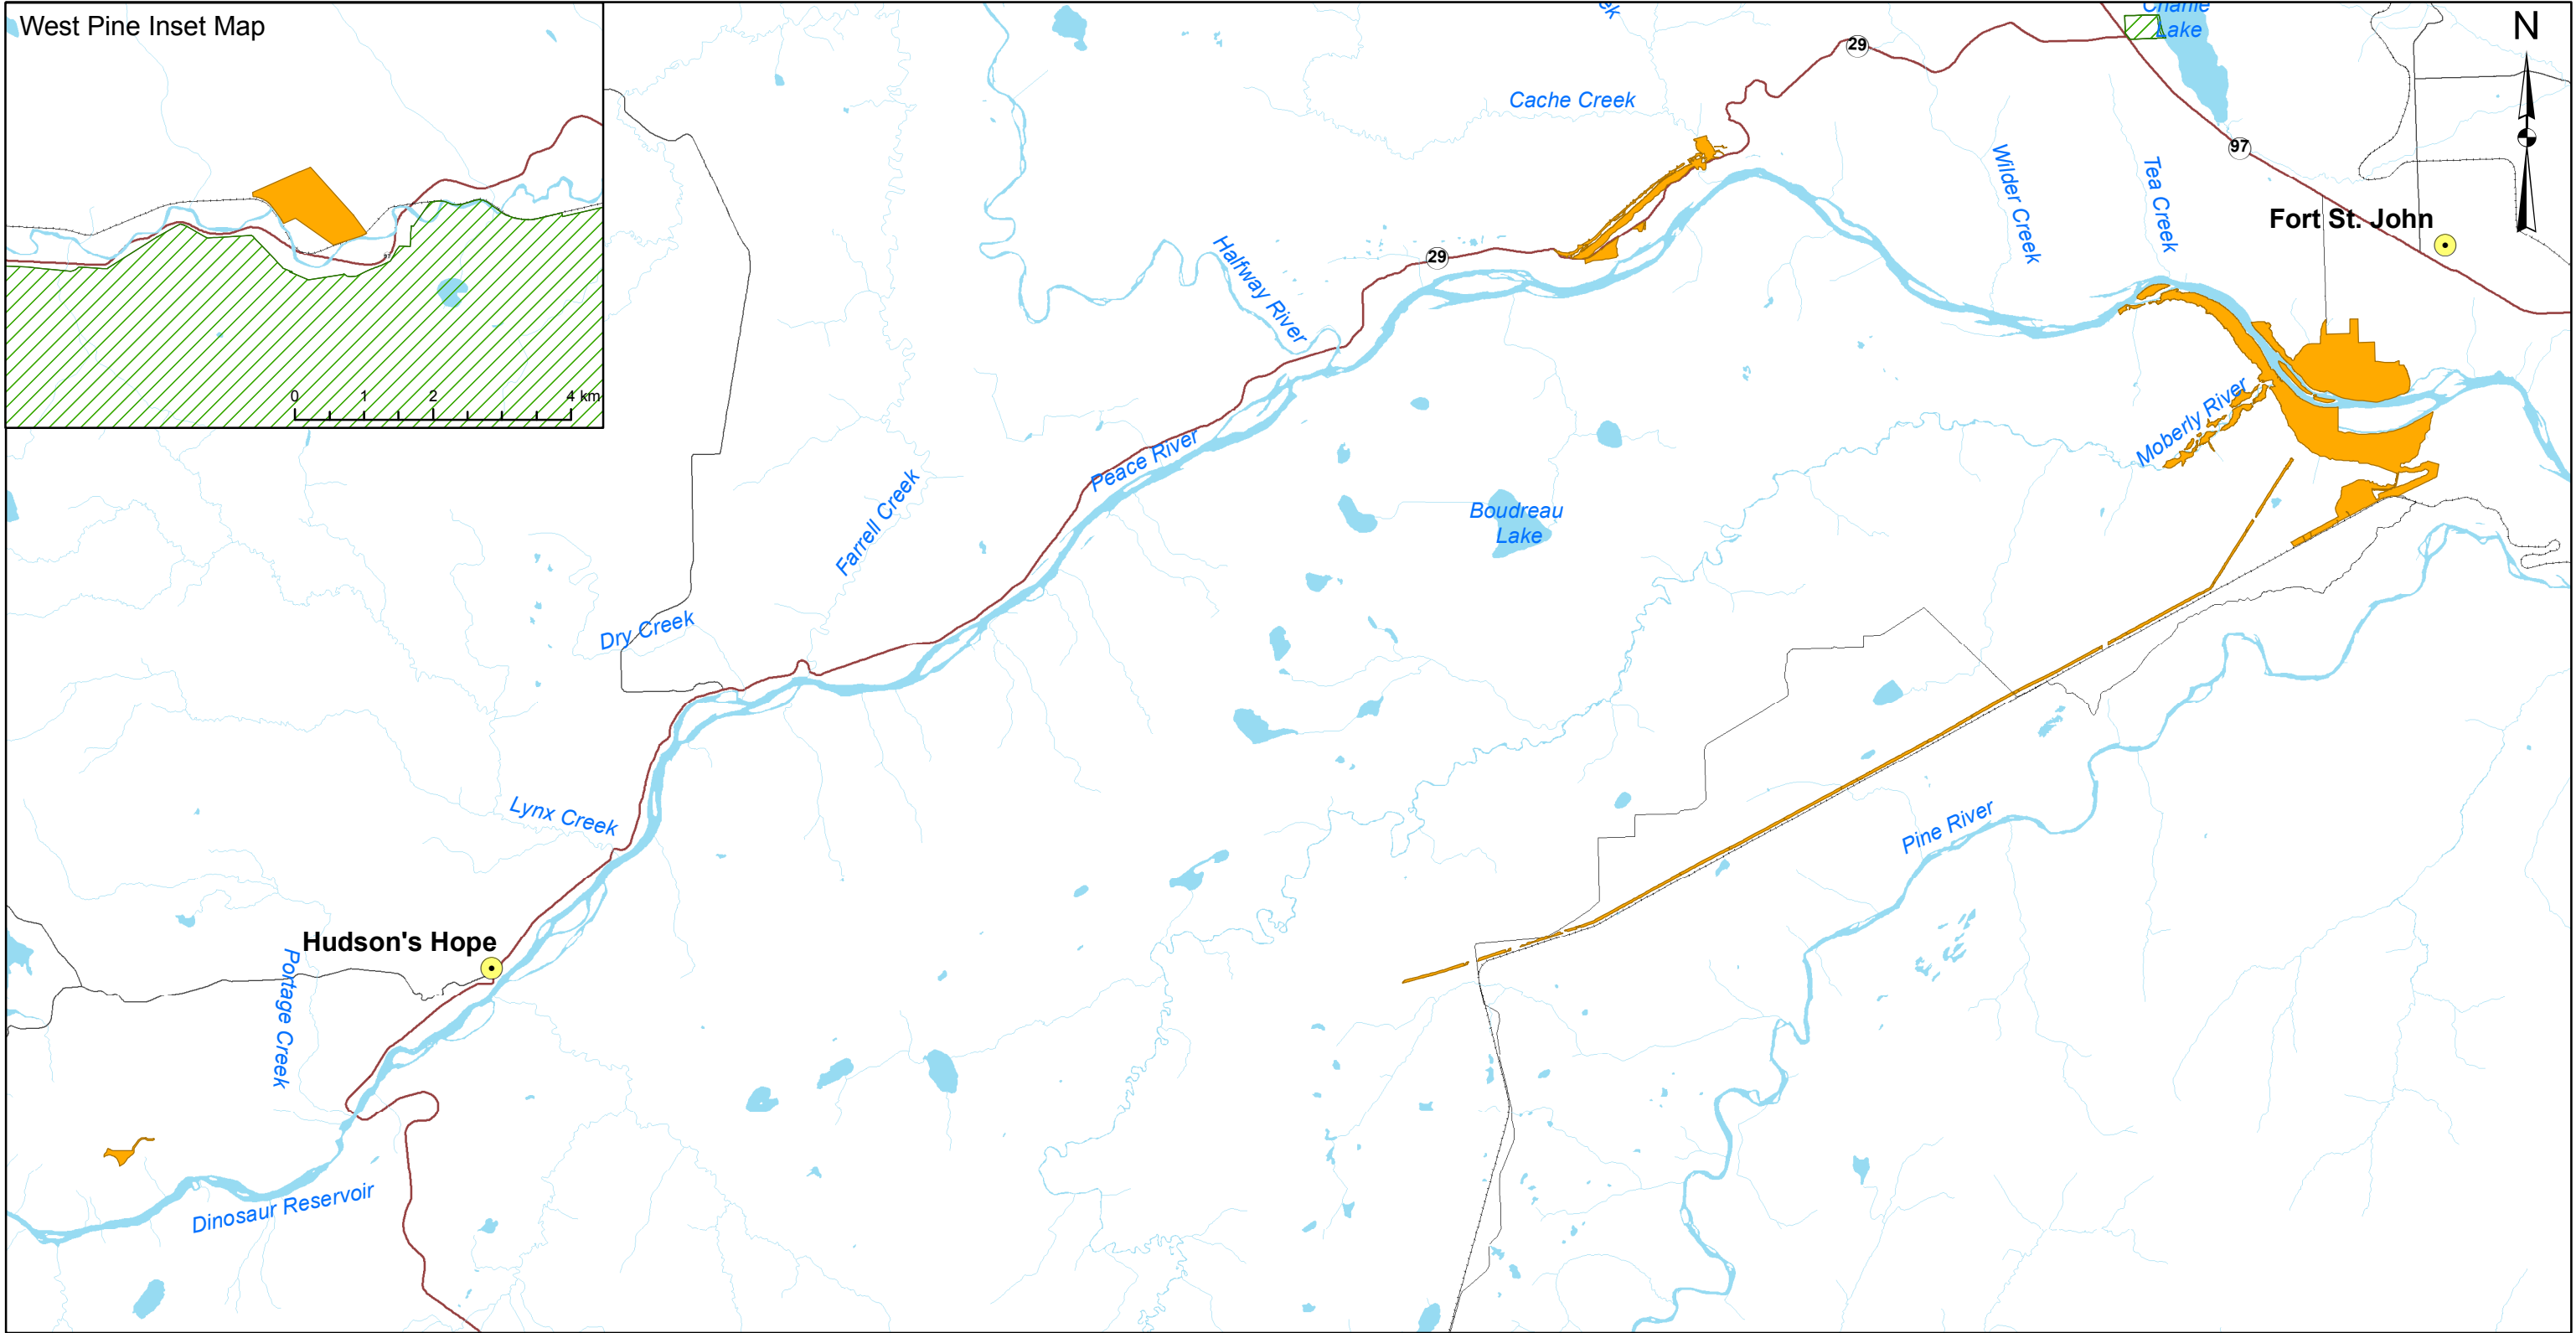 West Pine Inset Map
0 1 2 4 km
ek
Charlie
Lake
N
29
Cache Creek
97
Wilder Creek
Tea Creek
Fort St. John
Halfway River
29
Moberly River
Peace River
Farrell Creek
Boudreau
Lake
Dry Creek
Lynx Creek
Pine River
Hudson's Hope
Portage Creek
Dinosaur Reservoir